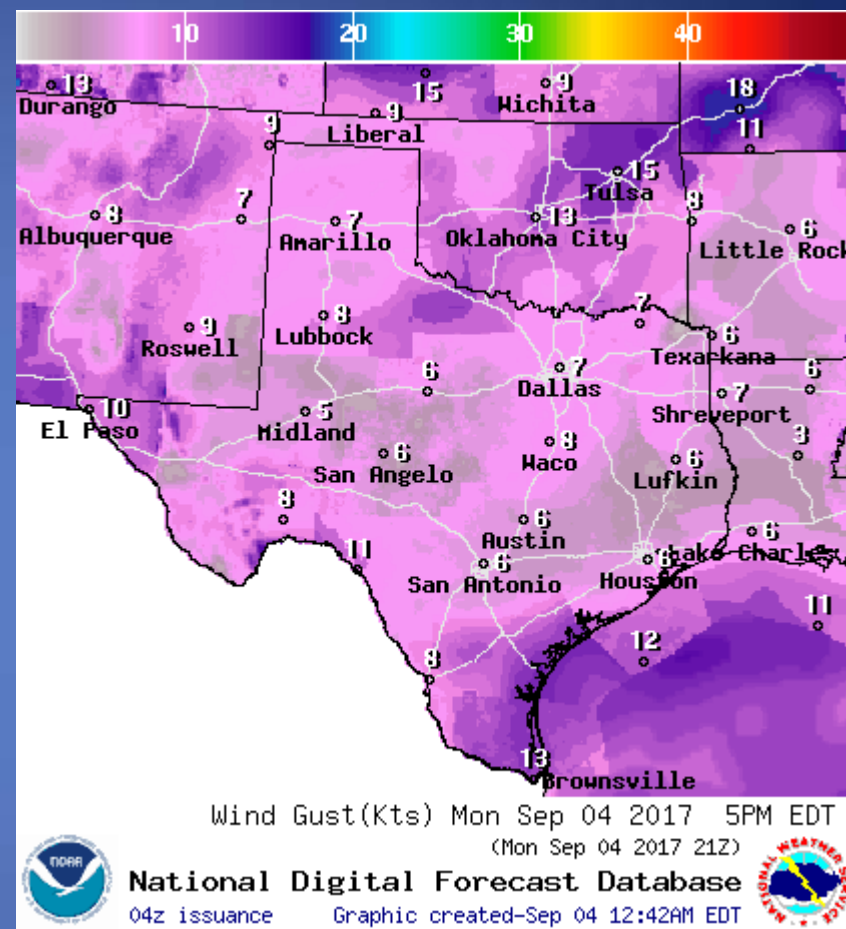 10 20 30 40
13 15 9 18
Durango Wichita
9 Liberal 9 11
15
Tulsa
8 7 7 13 8 6
Albuquerque Amarillo Oklahoma City Little Rock
9 8 7
Roswell Lubbock 6
Texarkana
6 7 6
Dallas 7
10 5 Shreveport
El Paso Midland 8 3
6 Waco 6
San Angelo Lufkin
8 6 6
Austin
11 6 6 Lake Charles
San Antonio Houston
11
12
8
13
Brownsville
Wind Gust(Kts) Mon Sep 04 2017 5PM EDT
(Mon Sep 04 2017 21Z)
National Digital Forecast Database
04z issuance Graphic created-Sep 04 12:42AM EDT
NOAA
NATIONAL WEATHER SERVICE